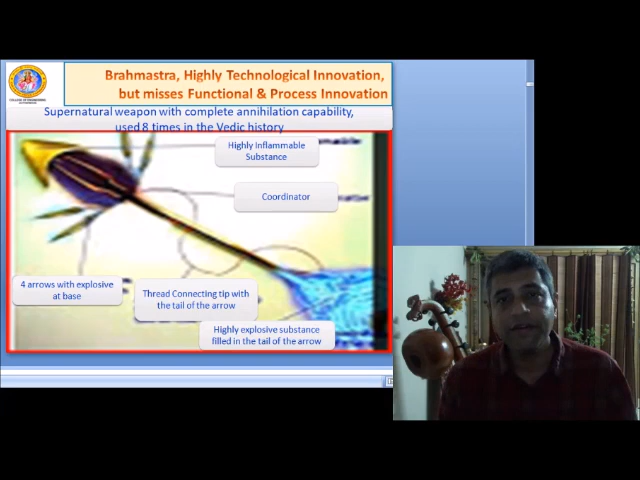 Brahmastra, Highly Technological Innovation,
but misses Functional & Process Innovation
Supernatural weapon with complete annihilation capability,
used 8 times in the Vedic history
Highly Inflammable
Substance
Coordinator
4 arrows with explosive
at base
Thread Connecting tip with
the tail of the arrow
Highly explosive substance
filled in the tail of the arrow